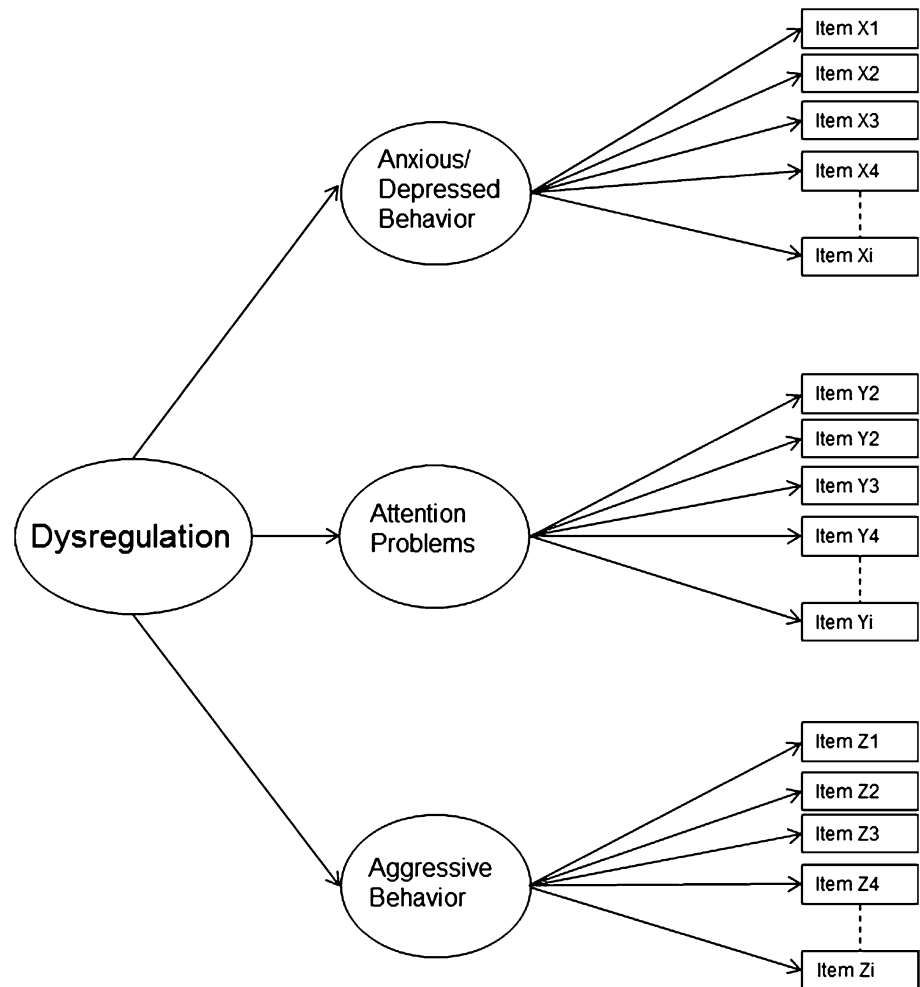 Item X1
Item X2
Item X3
Anxious/
Depressed
Behavior
Item X4
Item Xi
Item Y2
Item Y2
Item Y3
Dysregulation
Attention
Problems
Item Y4
Item Yi
Item Z1
Item Z2
Item Z3
Aggressive
Behavior
Item Z4
Item Zi